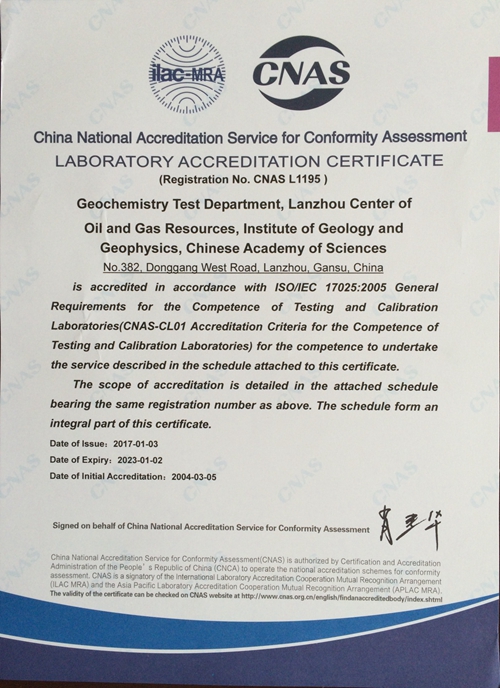 ilac-MRA
CNAS
China National Accreditation Service for Conformity Assessment
LABORATORY ACCREDITATION CERTIFICATE
(Registration No. CNAS L1195 )
Geochemistry Test Department, Lanzhou Center of
Oil and Gas Resources, Institute of Geology and
Geophysics, Chinese Academy of Sciences
No.382, Donggang West Road, Lanzhou, Gansu, China
is accredited in accordance with ISO/IEC 17025:2005 General
Requirements for the Competence of Testing and Calibration
Laboratories(CNAS-CL01 Accreditation Criteria for the Competence of
Testing and Calibration Laboratories) for the competence to undertake
the service described in the schedule attached to this certificate.
The scope of accreditation is detailed in the attached schedule
bearing the same registration number as above. The schedule form an
integral part of this certificate.
Date of Issue: 2017-01-03
Date of Expiry: 2023-01-02
Date of Initial Accreditation: 2004-03-05
Signed on behalf of China National Accreditation Service for Conformity Assessment
China National Accreditation Service for Conformity Assessment(CNAS) is authorized by Certification and Accreditation
Administration of the People's Republic of China (CNCA) to operate the national accreditation schemes for conformity
assessment. CNAS is a signatory of the International Laboratory Accreditation Cooperation Mutual Recognition Arrangement
(ILAC MRA) and the Asia Pacific Laboratory Accreditation Cooperation Mutual Recognition Arrangement (APLAC MRA).
The validity of the certificate can be checked on CNAS website at http://www.cnas.org.cn/english/findanaccreditedbody/index.shtml